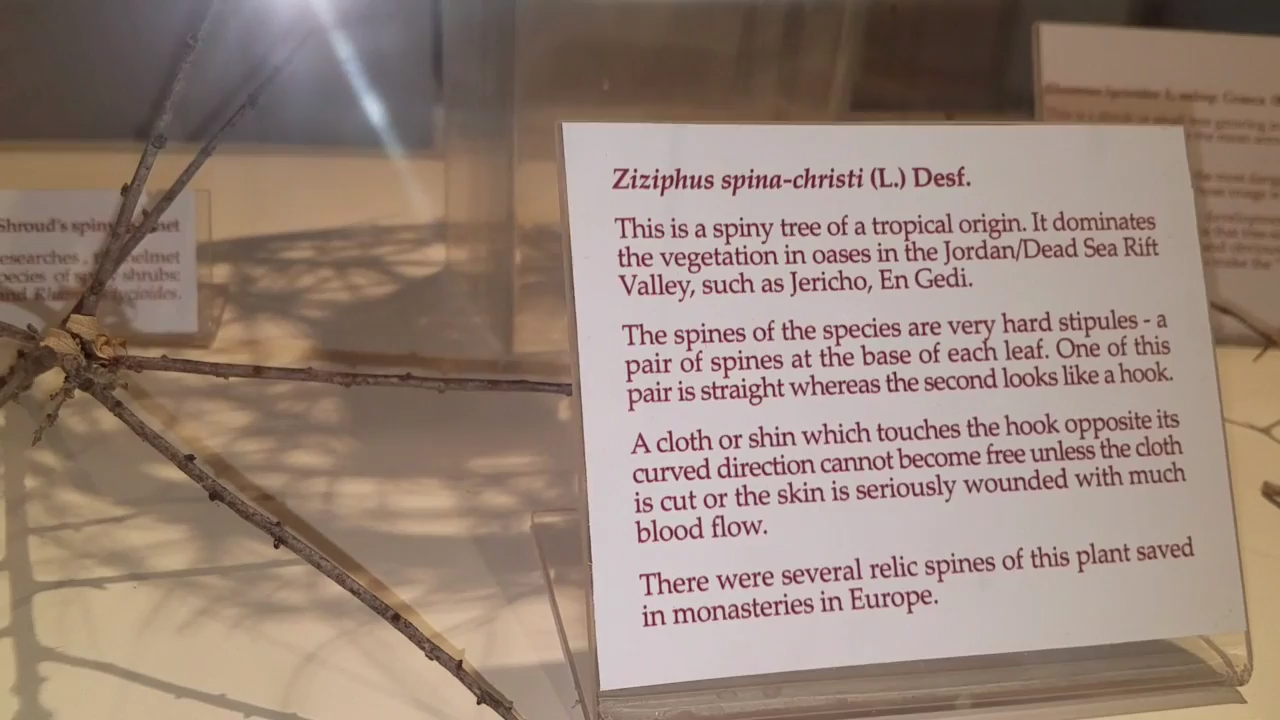 Ziziphus spina-christi (L.) Desf.
This is a spiny tree of a tropical origin. It dominates
the vegetation in oases in the Jordan/Dead Sea Rift
Valley, such as Jericho, En Gedi.
The spines of the species are very hard stipules - a
pair of spines at the base of each leaf. One of this
pair is straight whereas the second looks like a hook.
A cloth or shin which touches the hook opposite its
curved direction cannot become free unless the cloth
is cut or the skin is seriously wounded with much
blood flow.
There were several relic spines of this plant saved
in monasteries in Europe.
Shroud's
esearches
helmet
pecies of shrubs:
and